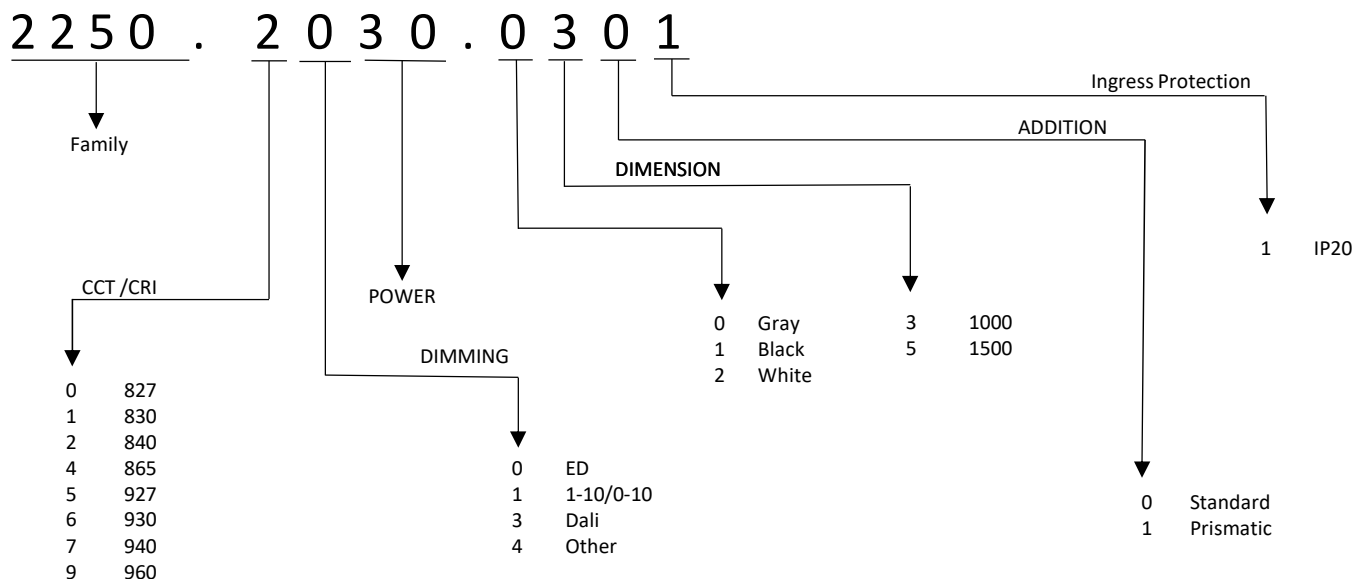 2250.2030.0301
Ingress Protection
ADDITION
Family
DIMENSION
1 IP20
CCT /CRI
POWER
0 Gray 3 1000
1 Black 5 1500
2 White
DIMMING
0 827
1 830
2 840
4 865
5 927
6 930
7 940
9 960
0 ED
1 1-10/0-10
3 Dali
4 Other
0 Standard
1 Prismatic